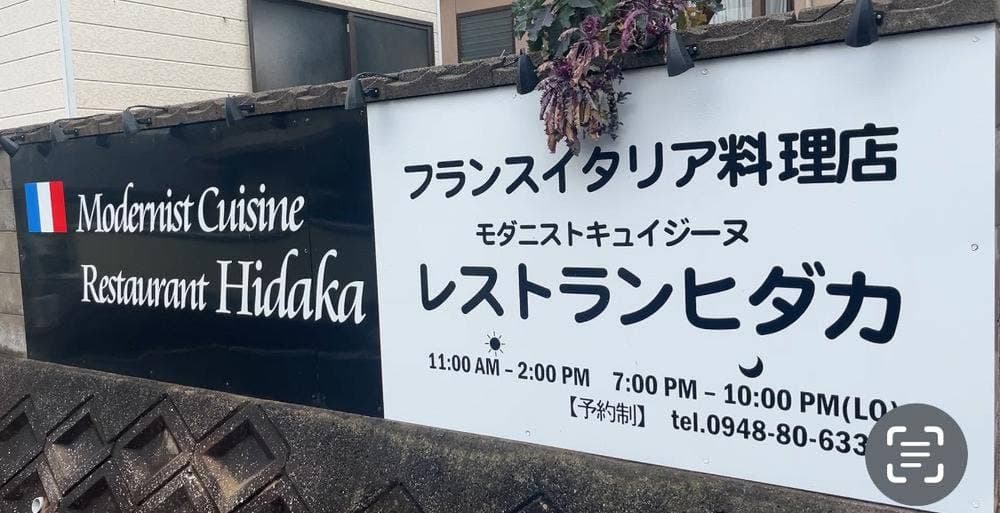 Modernist Cuisine
Restaurant Hidaka
フランスイタリア料理店
モダニストキュイジーヌ
レストランヒダカ
11:00 AM – 2:00 PM 7:00 PM – 10:00 PM(LO)
【予約制】 tel.0948-80-633